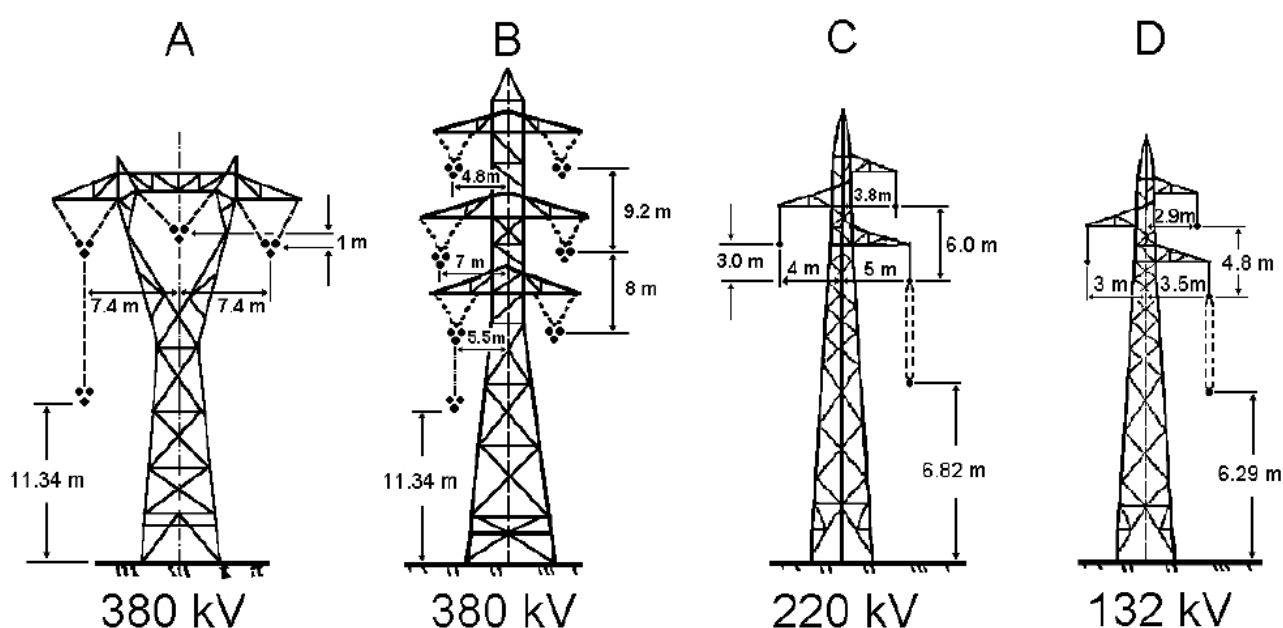 A
B
C
D
1 m
7.4 m
7.4 m
11.34 m
380 kV
4.8m
9.2 m
7 m
8 m
5.5m
11.34 m
380 kV
3.8m
6.0 m
3.0 m
4 m
5 m
6.82 m
220 kV
2.9m
4.8 m
3 m
3.5m
6.29 m
132 kV